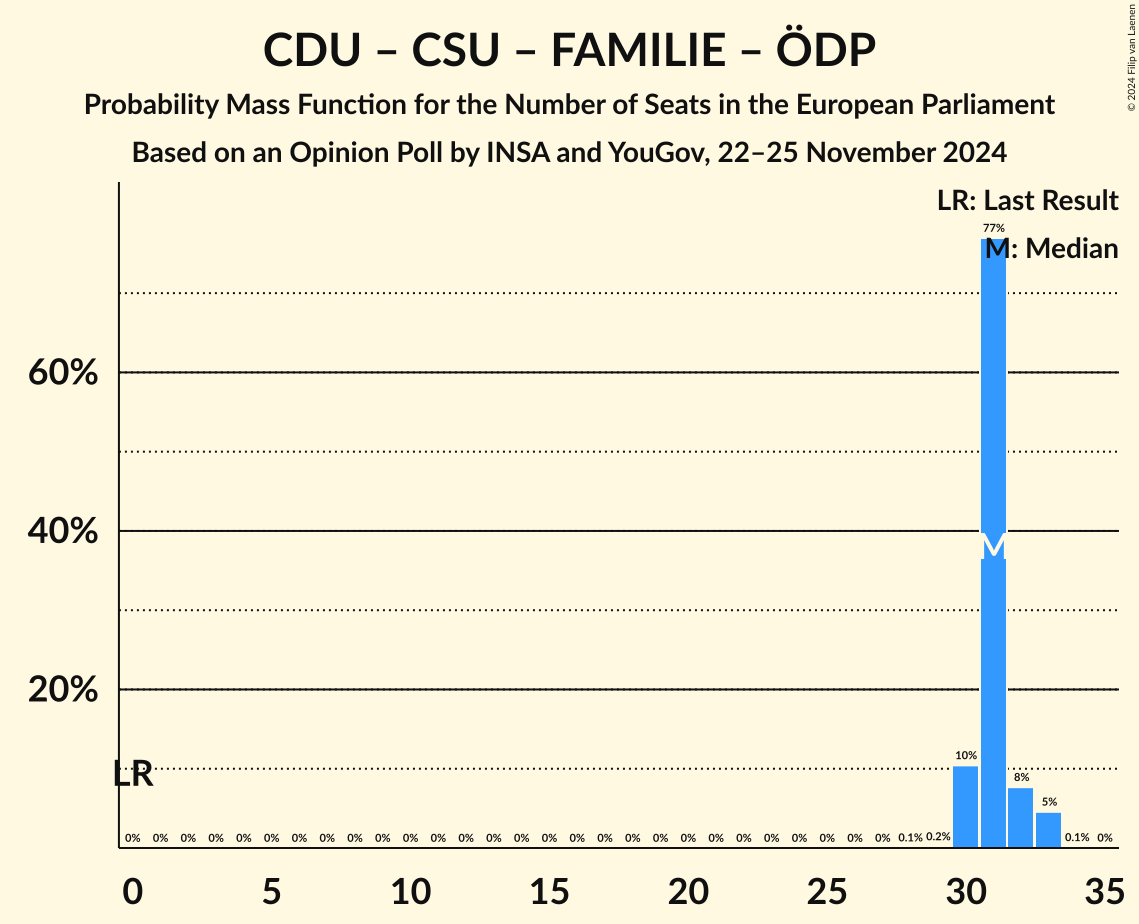 CDU – CSU – FAMILIE – ÖDP
Probability Mass Function for the Number of Seats in the European Parliament
Based on an Opinion Poll by INSA and YouGov, 22–25 November 2024
© 2024 Filip van Laenen
LR: Last Result
M: Median
77%
60%
40%
M
20%
LR
10%
8%
5%
0% 0% 0% 0% 0% 0% 0% 0% 0% 0% 0% 0% 0% 0% 0% 0% 0% 0% 0% 0% 0% 0% 0% 0% 0% 0% 0% 0% 0.1% 0.2% 0.1% 0%
0 5 10 15 20 25 30 35